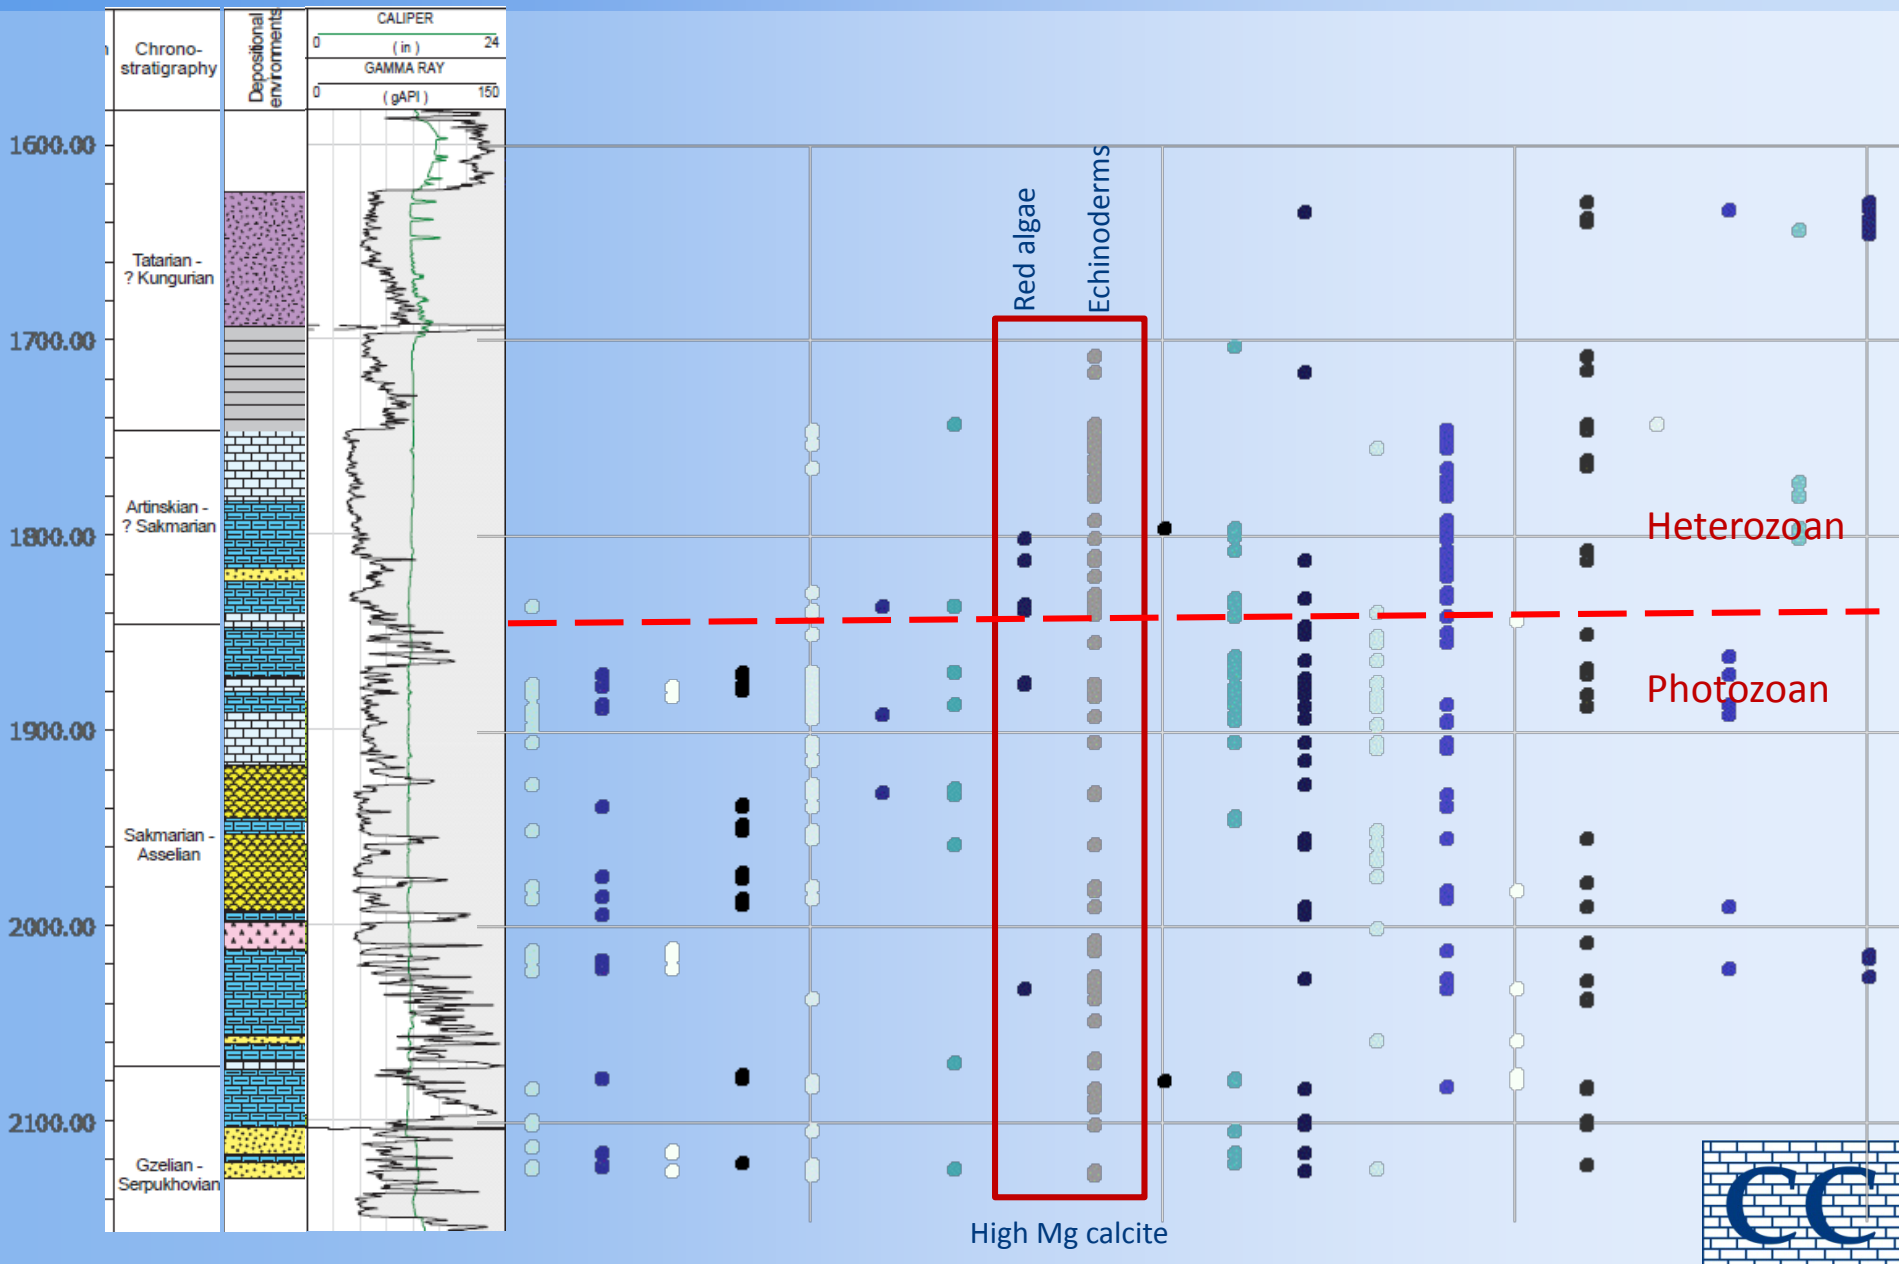 Chrono-
stratigraphy
Depositional
environments
CALIPER
0 (in) 24
GAMMA RAY
0 (gAPI) 150
1600.00
1700.00
1800.00
1900.00
2000.00
2100.00
Tatarian -
? Kungurian
Artinskian -
? Sakmarian
Sakmarian -
Asselian
Gzelian -
Serpukhovian
Red algae
Echinoderms
Heterozoan
Photozoan
High Mg calcite
CC